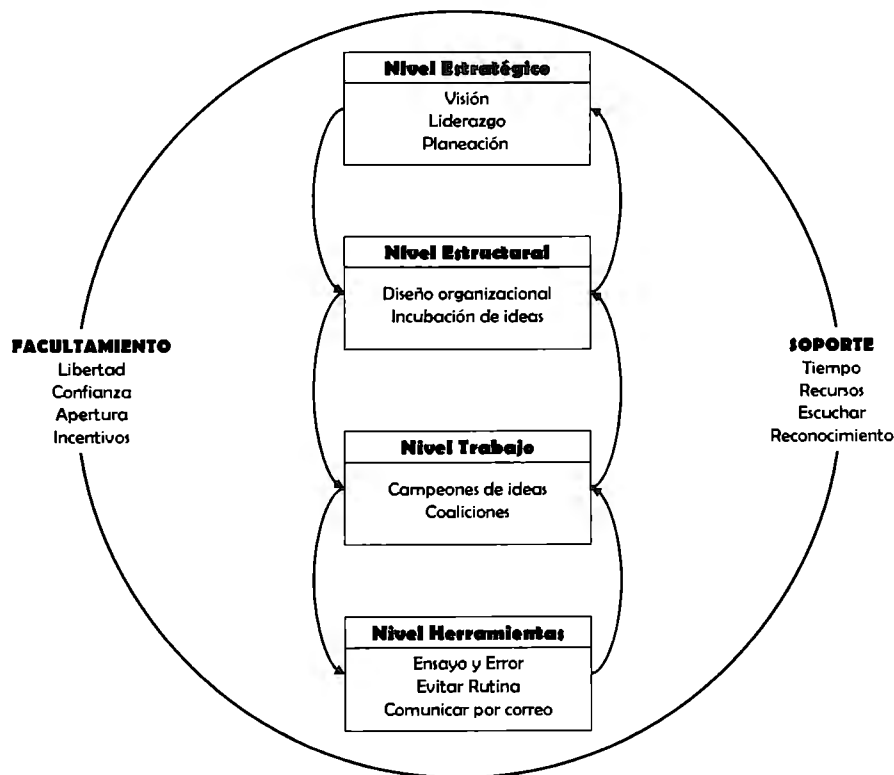 Nivel Estratégico
Visión
Liderazgo
Planeación
Nivel Estructural
Diseño organizacional
Incubación de ideas
FACULTAMIENTO
Libertad
Confianza
Apertura
Incentivos
SOPORTE
Tiempo
Recursos
Escuchar
Reconocimiento
Nivel Trabajo
Campeones de ideas
Coaliciones
Nivel Herramientas
Ensayo y Error
Evitar Rutina
Comunicar por correo